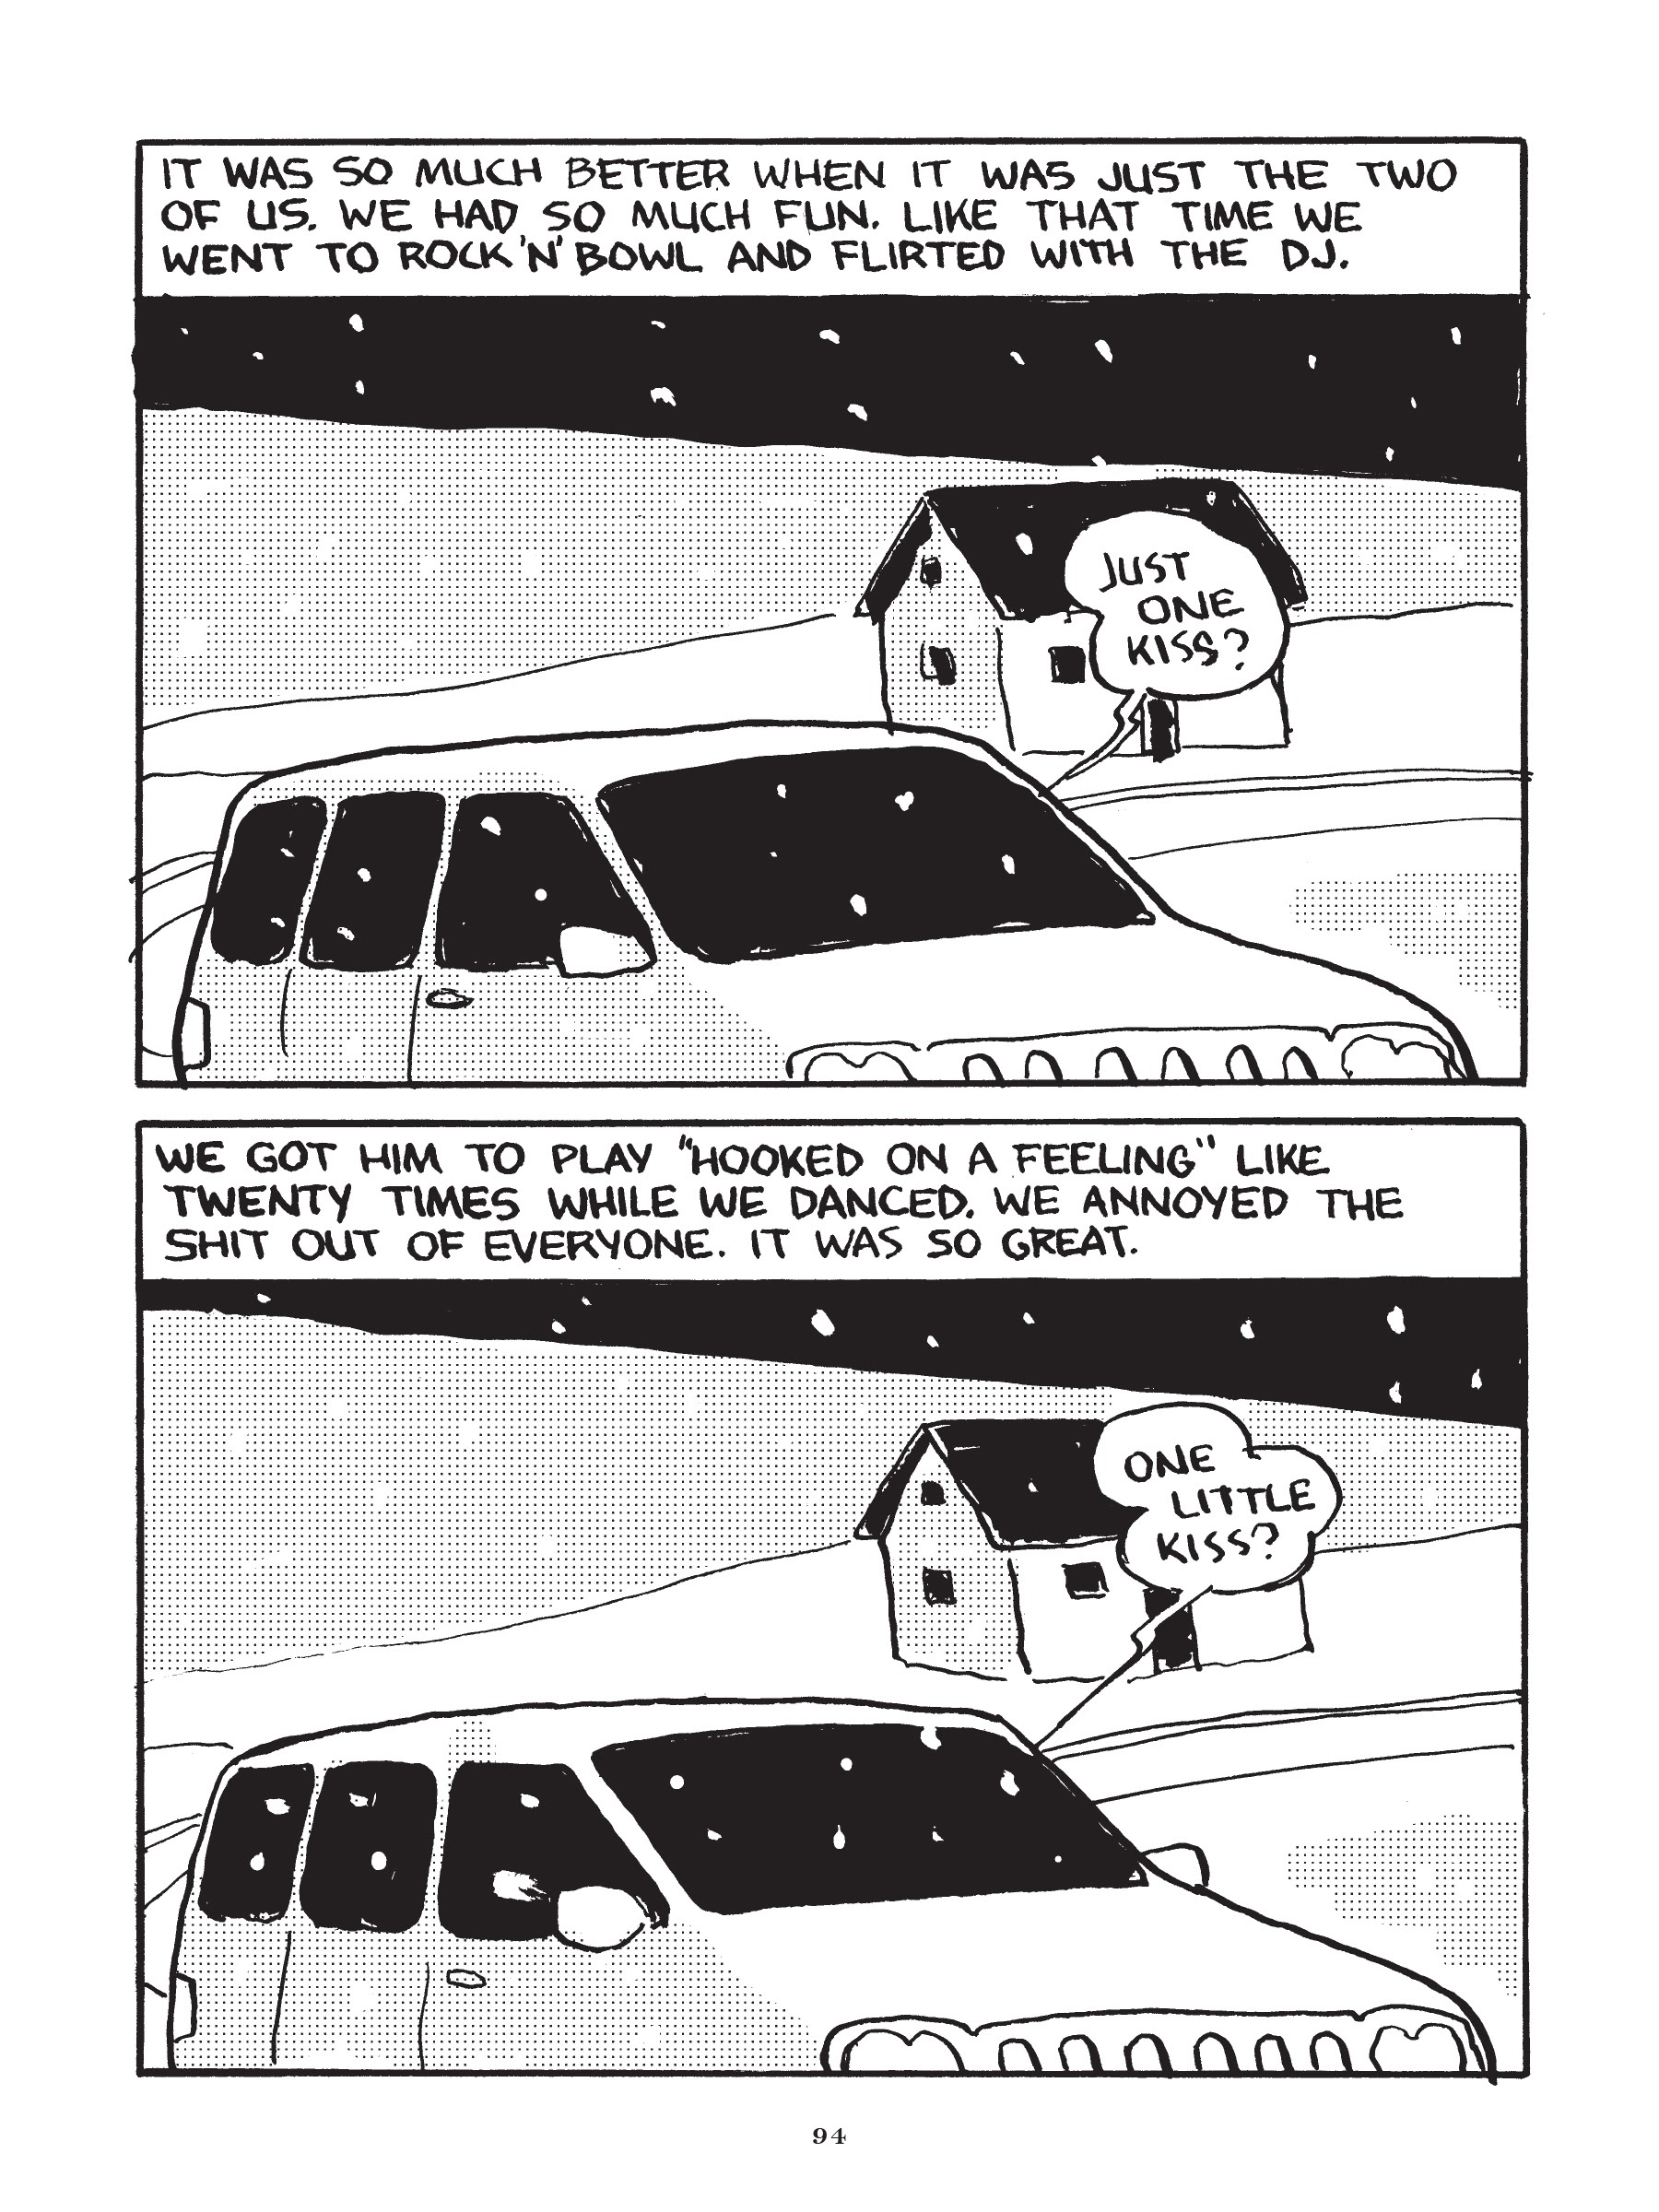 IT WAS SO MUCH BETTER WHEN IT WAS JUST THE TWO
OF US. WE HAD SO MUCH FUN. LIKE THAT TIME WE
WENT TO ROCK 'N' BOWL AND FLIRTED WITH THE DJ.
JUST
ONE
KISS?
WE GOT HIM TO PLAY "HOOKED ON A FEELING" LIKE
TWENTY TIMES WHILE WE DANCED. WE ANNOYED THE
SHIT OUT OF EVERYONE. IT WAS SO GREAT.
ONE
LITTLE
KISS?
94